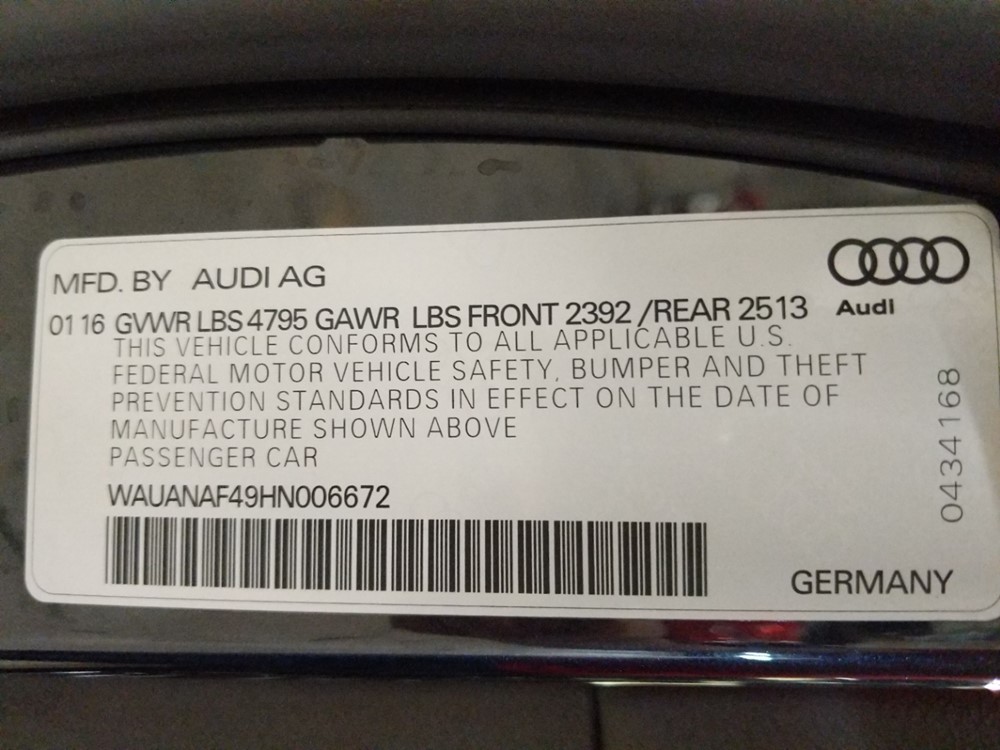 MFD. BY AUDI AG
01 16 GVWR LBS 4795 GAWR LBS FRONT 2392 /REAR 2513
Audi
THIS VEHICLE CONFORMS TO ALL APPLICABLE U.S.
FEDERAL MOTOR VEHICLE SAFETY, BUMPER AND THEFT
PREVENTION STANDARDS IN EFFECT ON THE DATE OF
MANUFACTURE SHOWN ABOVE
PASSENGER CAR
WAUANAF49HN006672
0434168
GERMANY